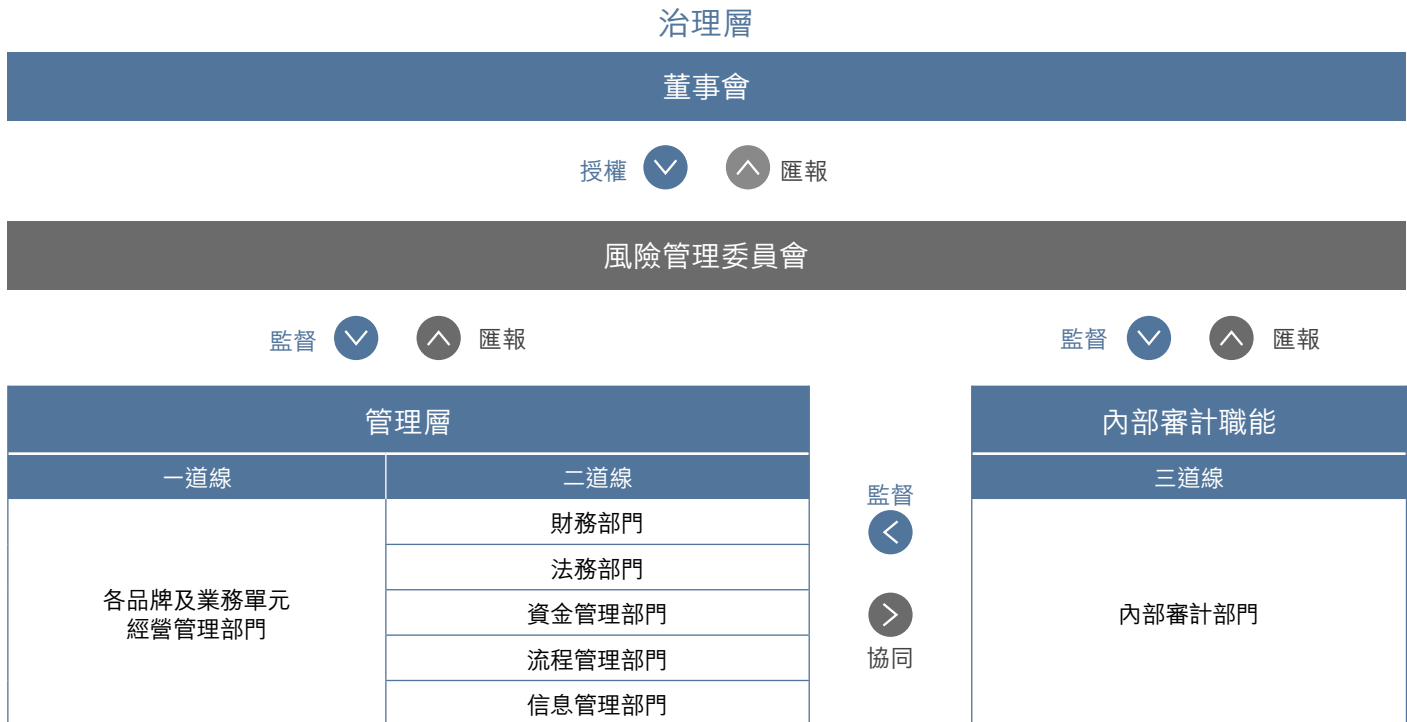 治理層
董事會
授權
匯報
風險管理委員會
監督
匯報
監督
匯報
管理層
一道線
二道線
各品牌及業務單元
經營管理部門
財務部門
法務部門
資金管理部門
流程管理部門
信息管理部門
監督
協同
內部審計職能
三道線
內部審計部門